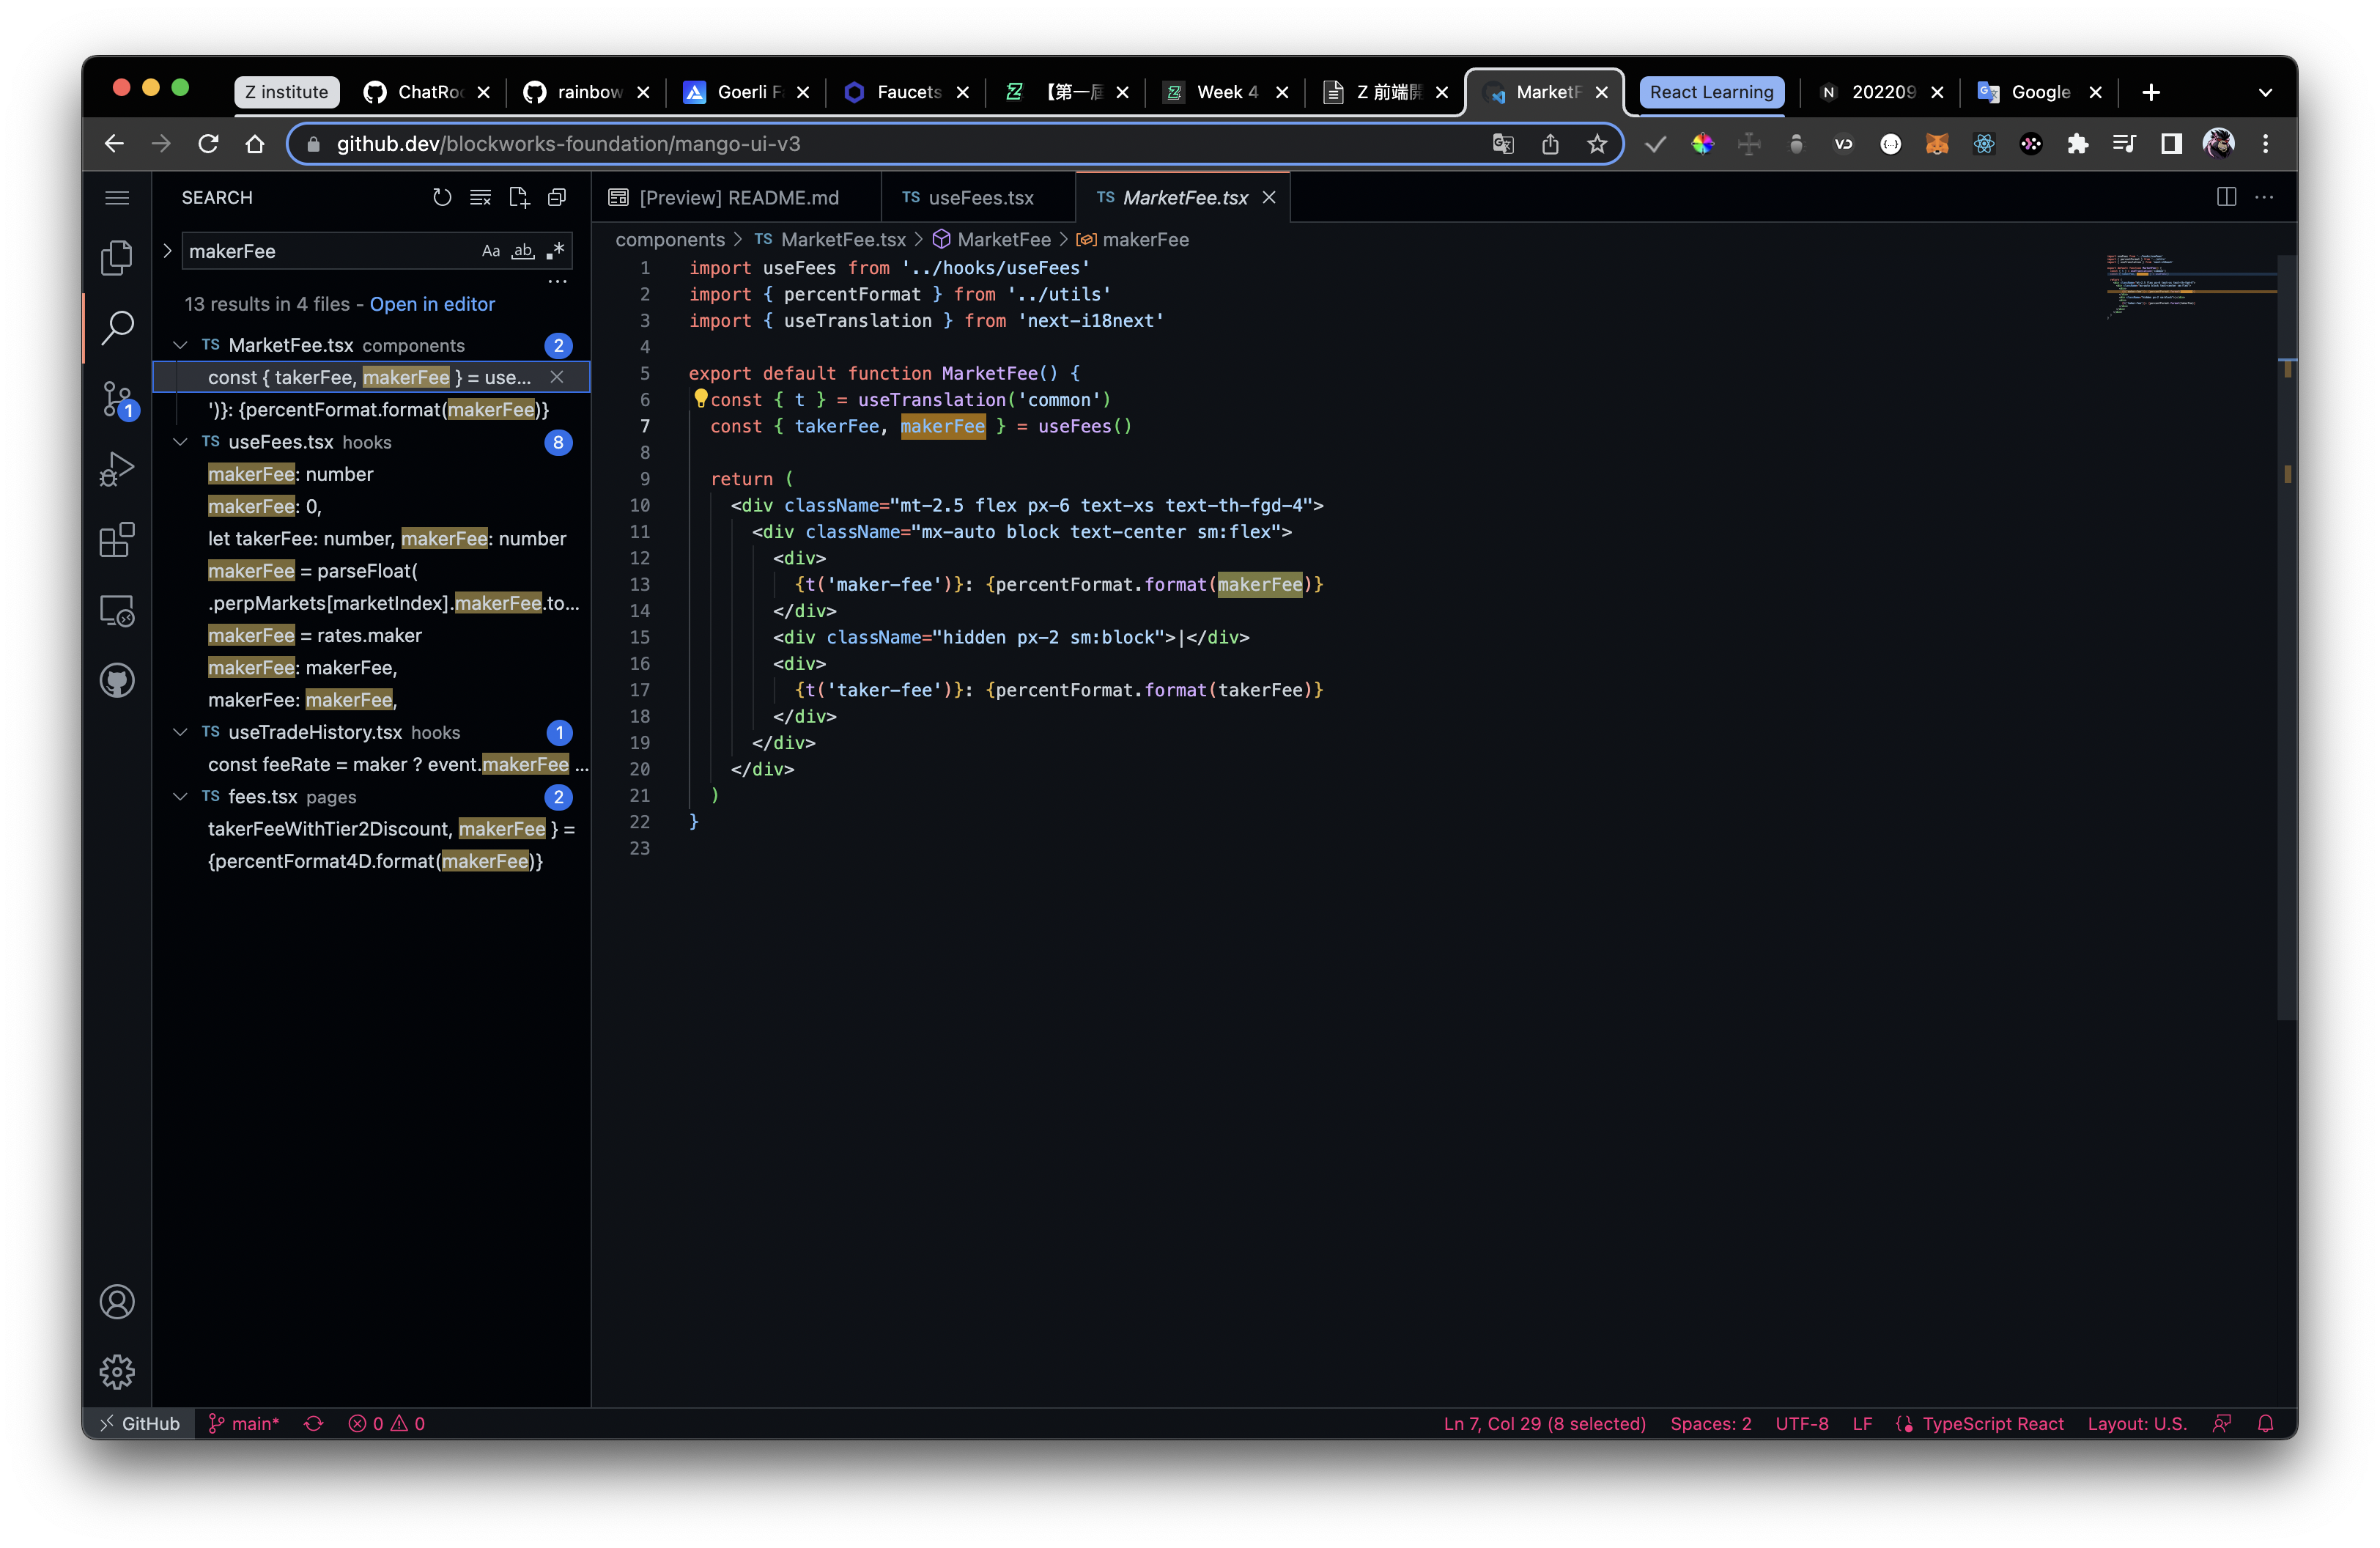 Z institute
ChatRoc
rainbow
Goerli F
Faucets
【第一屆
Week 4
Z 前端開
MarketF
React Learning
202209
Google
github.dev/blockworks-foundation/mango-ui-v3
SEARCH
makerFee
Aa ab .*
13 results in 4 files - Open in editor
TS MarketFee.tsx components 2
const { takerFee, makerFee } = use...
')}: {percentFormat.format(makerFee)}
TS useFees.tsx hooks 8
makerFee: number
makerFee: 0,
let takerFee: number, makerFee: number
makerFee = parseFloat(
.perpMarkets[marketIndex].makerFee.to...
makerFee = rates.maker
makerFee: makerFee,
makerFee: makerFee,
TS useTradeHistory.tsx hooks 1
const feeRate = maker ? event.makerFee ...
TS fees.tsx pages 2
takerFeeWithTier2Discount, makerFee } =
{percentFormat4D.format(makerFee)}
1
[Preview] README.md
TS useFees.tsx
TS MarketFee.tsx
components > TS MarketFee.tsx > MarketFee > makerFee
1 import useFees from '../hooks/useFees'
2 import { percentFormat } from '../utils'
3 import { useTranslation } from 'next-i18next'
4
5 export default function MarketFee() {
6 const { t } = useTranslation('common')
7 const { takerFee, makerFee } = useFees()
8
9 return (
10 <div className="mt-2.5 flex px-6 text-xs text-th-fgd-4">
11 <div className="mx-auto block text-center sm:flex">
12 <div>
13 {t('maker-fee')}: {percentFormat.format(makerFee)}
14 </div>
15 <div className="hidden px-2 sm:block">|</div>
16 <div>
17 {t('taker-fee')}: {percentFormat.format(takerFee)}
18 </div>
19 </div>
20 </div>
21 )
22 }
23
GitHub
main*
0 0
Ln 7, Col 29 (8 selected)
Spaces: 2
UTF-8
LF
TypeScript React
Layout: U.S.